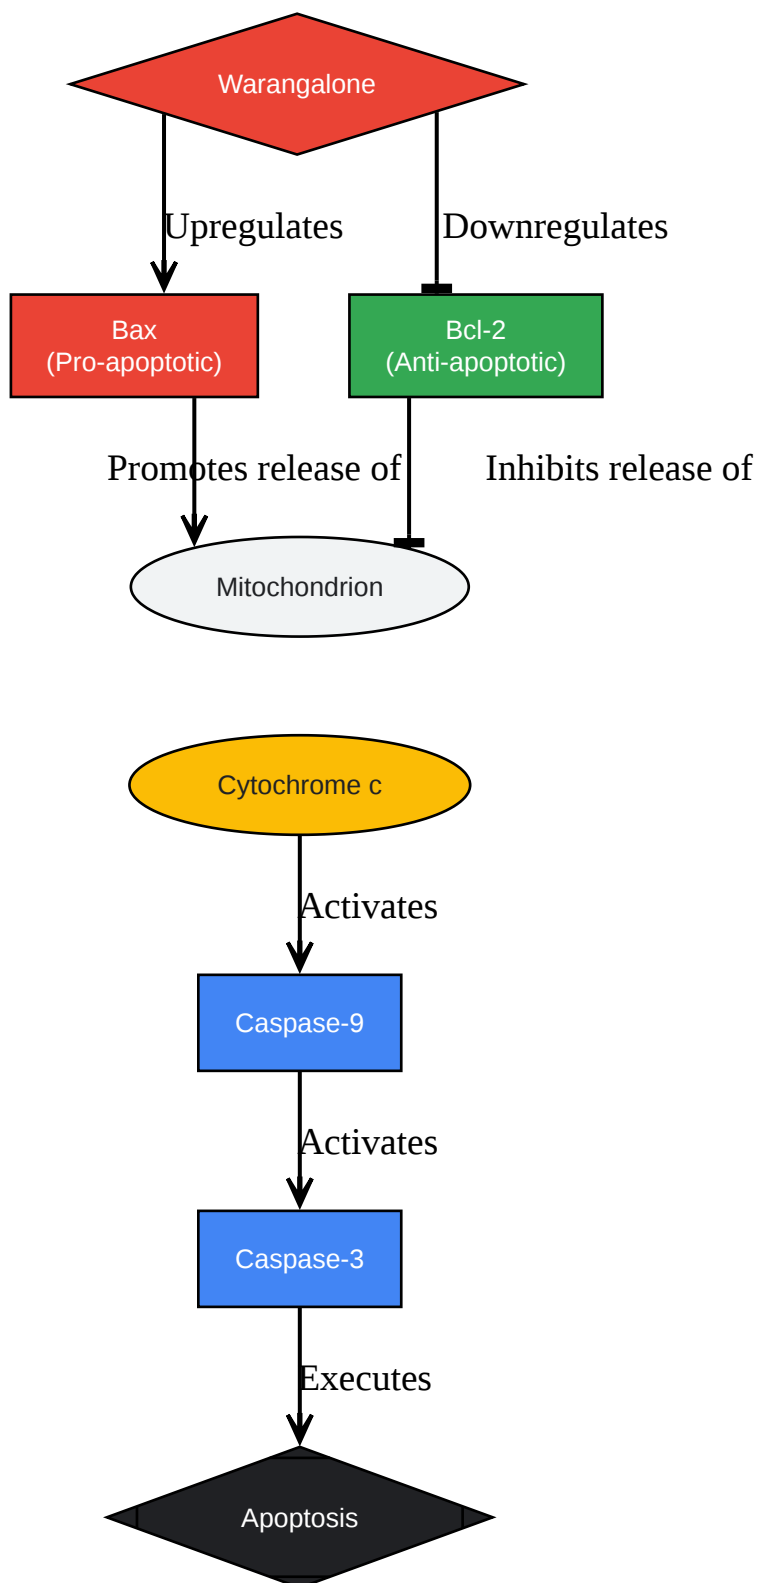 Warangalone
Upregulates
Downregulates
Bax
(Pro-apoptotic)
Bcl-2
(Anti-apoptotic)
Promotes release of
Inhibits release of
Mitochondrion
Cytochrome c
Activates
Caspase-9
Activates
Caspase-3
Executes
Apoptosis